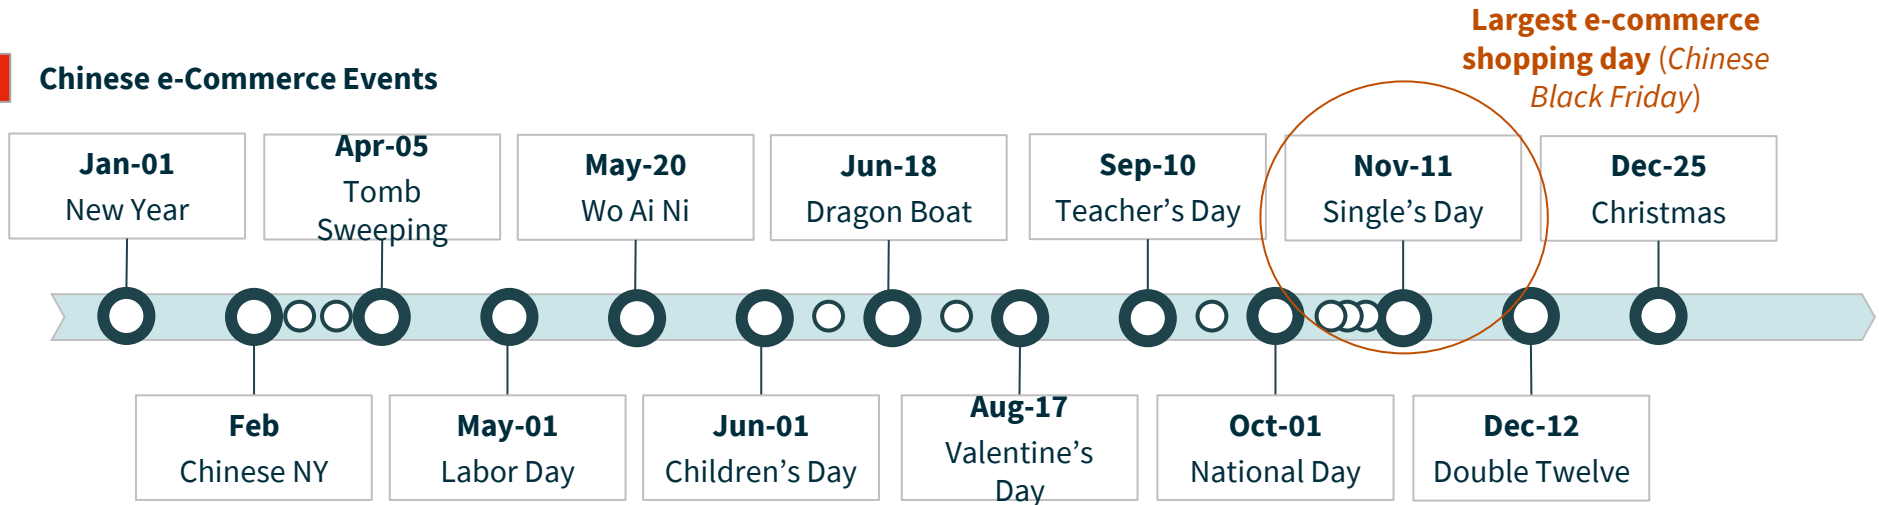 Largest e-commerce
shopping day (Chinese
Black Friday)
Chinese e-Commerce Events
Jan-01
New Year
Apr-05
Tomb
Sweeping
May-20
Wo Ai Ni
Jun-18
Dragon Boat
Sep-10
Teacher’s Day
Nov-11
Single’s Day
Dec-25
Christmas
Feb
Chinese NY
May-01
Labor Day
Jun-01
Children’s Day
Aug-17
Valentine’s
Day
Oct-01
National Day
Dec-12
Double Twelve